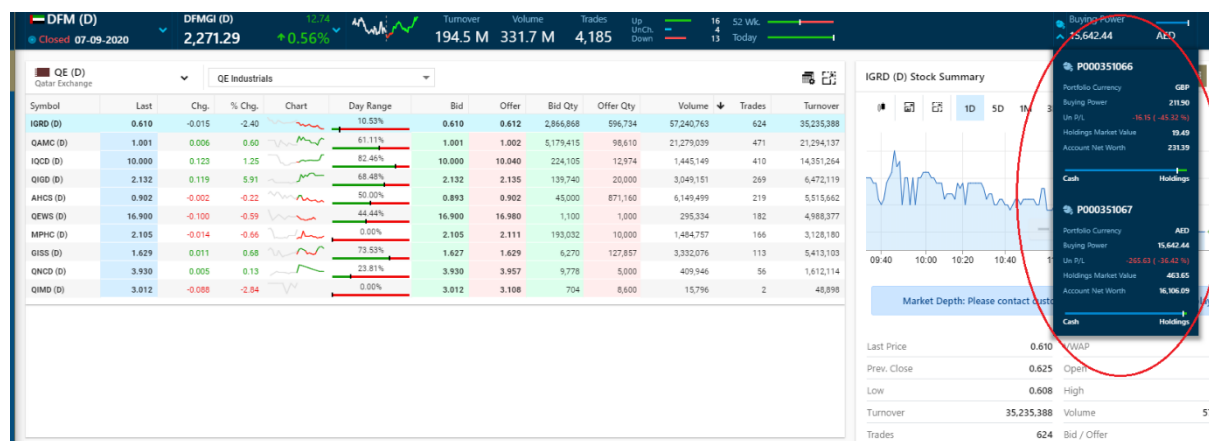 DFM (D) DFMGI (D) 12.74 Turnover Volume Trades Up 16 52 Wk. Buying Power
UnCh. 4
Closed 07-09-2020 2,271.29 0.56% 194.5 M 331.7 M 4,185 Down 13 Today 15,642.44 AED
QE (D)
Qatar Exchange
QE Industrials
Symbol Last Chg. % Chg. Chart Day Range Bid Offer Bid Qty Offer Qty Volume Trades Turnover
IGRD (D) 0.610 -0.015 -2.40 10.53% 0.610 0.612 2,866,868 596,734 57,240,763 624 35,235,388
QAMC (D) 1.001 0.006 0.60 61.11% 1.001 1.002 5,179,415 98,610 21,279,039 471 21,294,137
IQCD (D) 10.000 0.123 1.25 82.46% 10.000 10.040 224,105 12,974 1,445,149 410 14,351,264
QIGD (D) 2.132 0.119 5.91 68.48% 2.132 2.135 139,740 20,000 3,049,151 269 6,472,119
AHCS (D) 0.902 -0.002 -0.22 50.00% 0.893 0.902 45,000 871,160 6,149,499 219 5,515,662
QEWS (D) 16.900 -0.100 -0.59 44.44% 16.900 16.980 1,100 1,000 295,334 182 4,988,377
MPHC (D) 2.105 -0.014 -0.66 0.00% 2.105 2.111 193,032 10,000 1,484,757 166 3,128,180
GISS (D) 1.629 0.011 0.68 73.53% 1.627 1.629 6,270 127,857 3,332,076 113 5,413,103
QNCD (D) 3.930 0.005 0.13 23.81% 3.930 3.957 9,778 5,000 409,946 56 1,612,114
QIMD (D) 3.012 -0.088 -2.84 0.00% 3.012 3.108 704 8,600 15,796 2 48,898
IGRD (D) Stock Summary
1D 5D 1M
09:40 10:00 10:20 10:40
Market Depth: Please contact
Last Price 0.610 VWAP
Prev. Close 0.625 Open
Low 0.608 High
Turnover 35,235,388 Volume
Trades 624 Bid / Offer
P000351066
Portfolio Currency GBP
Buying Power 211.90
Un P/L -16.15 ( -45.32 %)
Holdings Market Value 19.49
Account Net Worth 231.39
Cash Holdings
P000351067
Portfolio Currency AED
Buying Power 15,642.44
Un P/L -265.63 ( -36.42 %)
Holdings Market Value 463.65
Account Net Worth 16,106.09
Cash Holdings